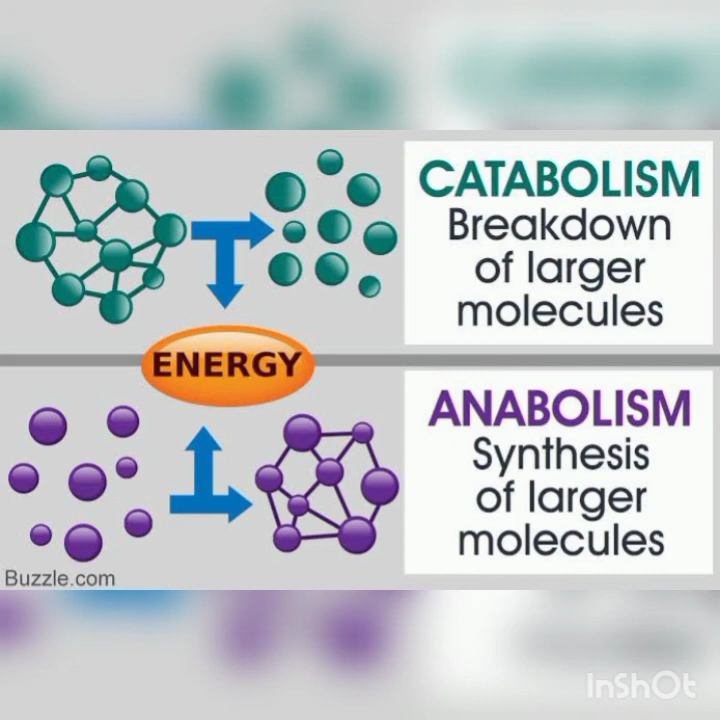 CATABOLISM
Breakdown
of larger
molecules
ENERGY
ANABOLISM
Synthesis
of larger
molecules
Buzzle.com
InShOt